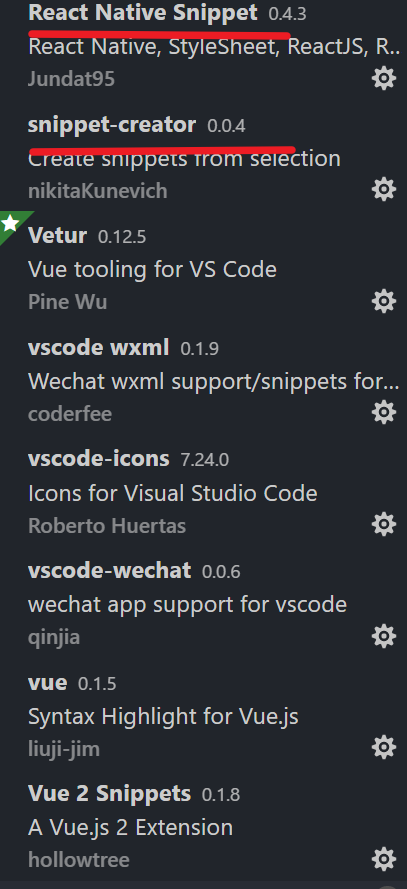 React Native Snippet 0.4.3
React Native, StyleSheet, ReactJS, R...
Jundat95
snippet-creator 0.0.4
Create snippets from selection
nikitaKunevich
Vetur 0.12.5
Vue tooling for VS Code
Pine Wu
vscode wxml 0.1.9
Wechat wxml support/snippets for...
coderfee
vscode-icons 7.24.0
Icons for Visual Studio Code
Roberto Huertas
vscode-wechat 0.0.6
wechat app support for vscode
qinjia
vue 0.1.5
Syntax Highlight for Vue.js
liuji-jim
Vue 2 Snippets 0.1.8
A Vue.js 2 Extension
hollowtree